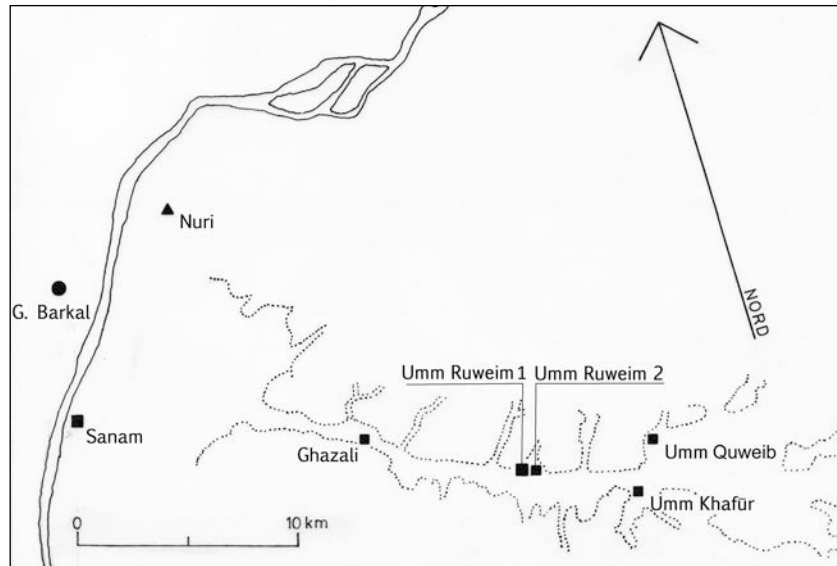 Nuri
G. Barkal
NORD
Umm Ruweim 1
Umm Ruweim 2
Sanam
Ghazali
Umm Quweib
Umm Khafūr
0
10 km